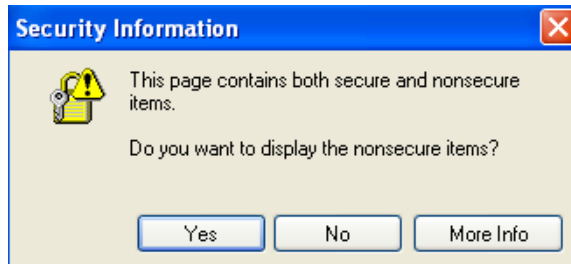 Security Information
This page contains both secure and nonsecure
items.
Do you want to display the nonsecure items?
Yes
No
More Info